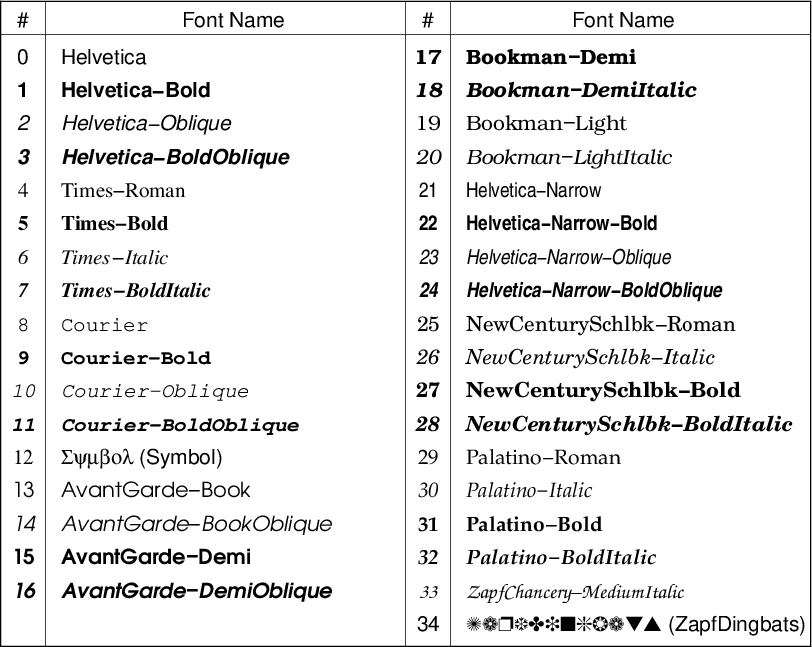 # Font Name # Font Name
0 Helvetica 17 Bookman−Demi
1 Helvetica−Bold 18 Bookman−DemiItalic
2 Helvetica−Oblique 19 Bookman−Light
3 Helvetica−BoldOblique 20 Bookman−LightItalic
4 Times−Roman 21 Helvetica−Narrow
5 Times−Bold 22 Helvetica−Narrow−Bold
6 Times−Italic 23 Helvetica−Narrow−Oblique
7 Times−BoldItalic 24 Helvetica−Narrow−BoldOblique
8 Courier 25 NewCenturySchlbk−Roman
9 Courier−Bold 26 NewCenturySchlbk−Italic
10 Courier−Oblique 27 NewCenturySchlbk−Bold
11 Courier−BoldOblique 28 NewCenturySchlbk−BoldItalic
12 Σψμβολ (Symbol) 29 Palatino−Roman
13 AvantGarde−Book 30 Palatino−Italic
14 AvantGarde−BookOblique 31 Palatino−Bold
15 AvantGarde−Demi 32 Palatino−BoldItalic
16 AvantGarde−DemiOblique 33 ZapfChancery−MediumItalic
34 ✺❁❐❆✤❉■❇❂❁▼▲ (ZapfDingbats)